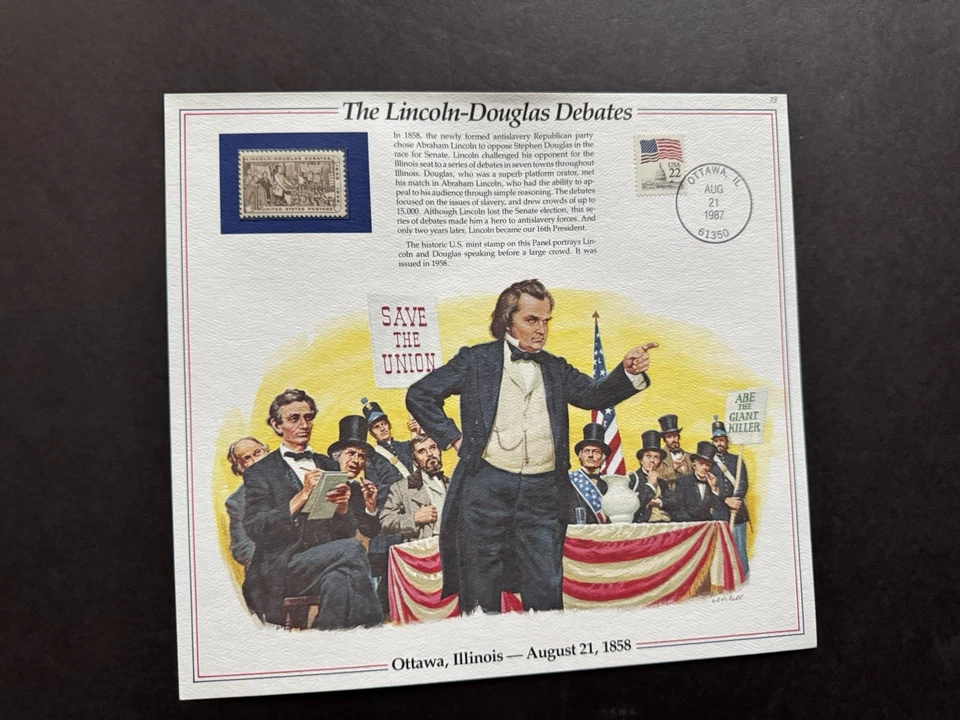 73
The Lincoln-Douglas Debates
LINCOLN-DOUGLAS DEBATES
UNITED STATES POSTAGE
In 1858, the newly formed antislavery Republican party
chose Abraham Lincoln to oppose Stephen Douglas in the
race for Senate. Lincoln challenged his opponent for the
Illinois seat to a series of debates in seven towns throughout
Illinois. Douglas, who was a superb platform orator, met
his match in Abraham Lincoln, who had the ability to ap-
peal to his audience through simple reasoning. The debates
focused on the issues of slavery, and drew crowds of up to
15,000. Although Lincoln lost the Senate election, this se-
ries of debates made him a hero to antislavery forces. And
only two years later, Lincoln became our 16th President.
The historic U.S. mint stamp on this Panel portrays Lin-
coln and Douglas speaking before a large crowd. It was
issued in 1958.
USA
22
OTTAWA, IL
AUG
21
1987
61350
SAVE
THE
UNION
ABE
THE
GIANT
KILLER
Ottawa, Illinois — August 21, 1858